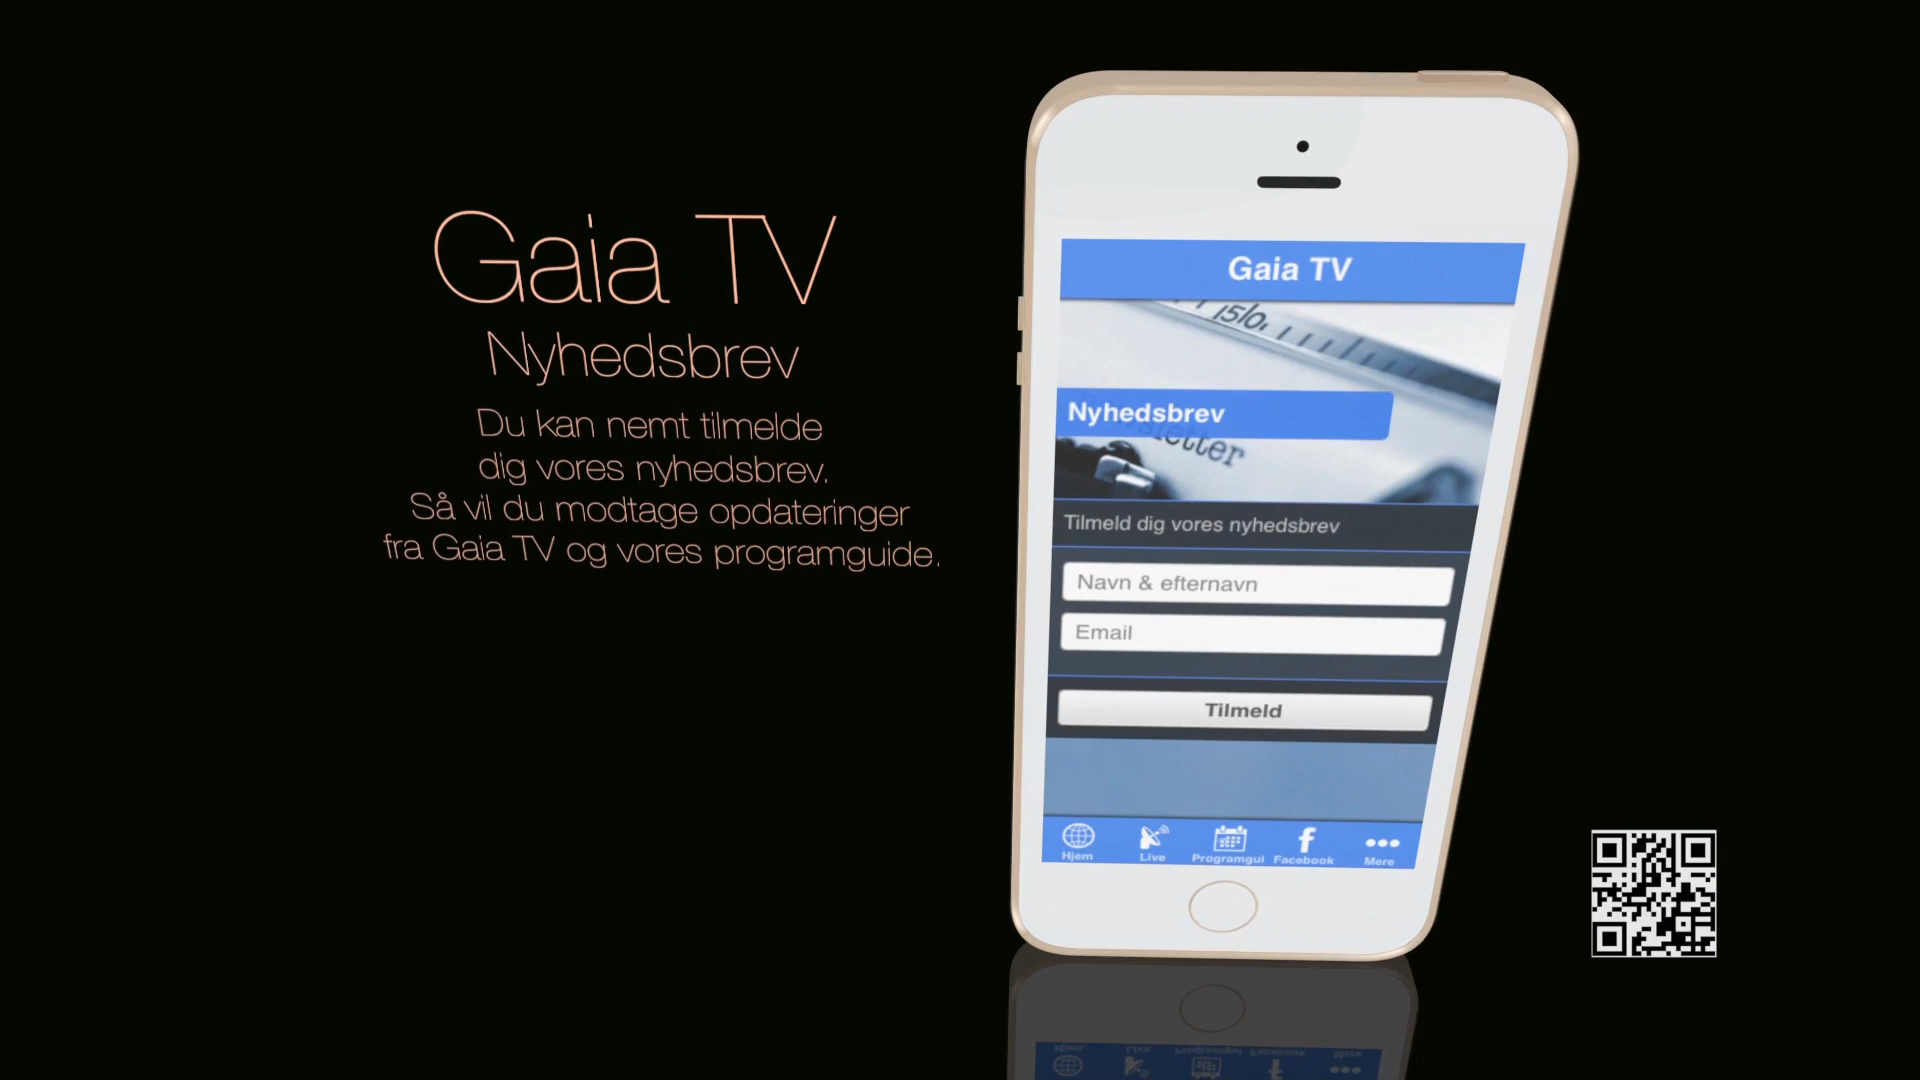 Gaia TV
Nyhedsbrev
Du kan nemt tilmelde
dig vores nyhedsbrev.
Så vil du modtage opdateringer
fra Gaia TV og vores programguide.
Gaia TV
Nyhedsbrev
Tilmeld dig vores nyhedsbrev
Navn & efternavn
Email
Tilmeld
Hjem
Live
Programgui
Facebook
Mere